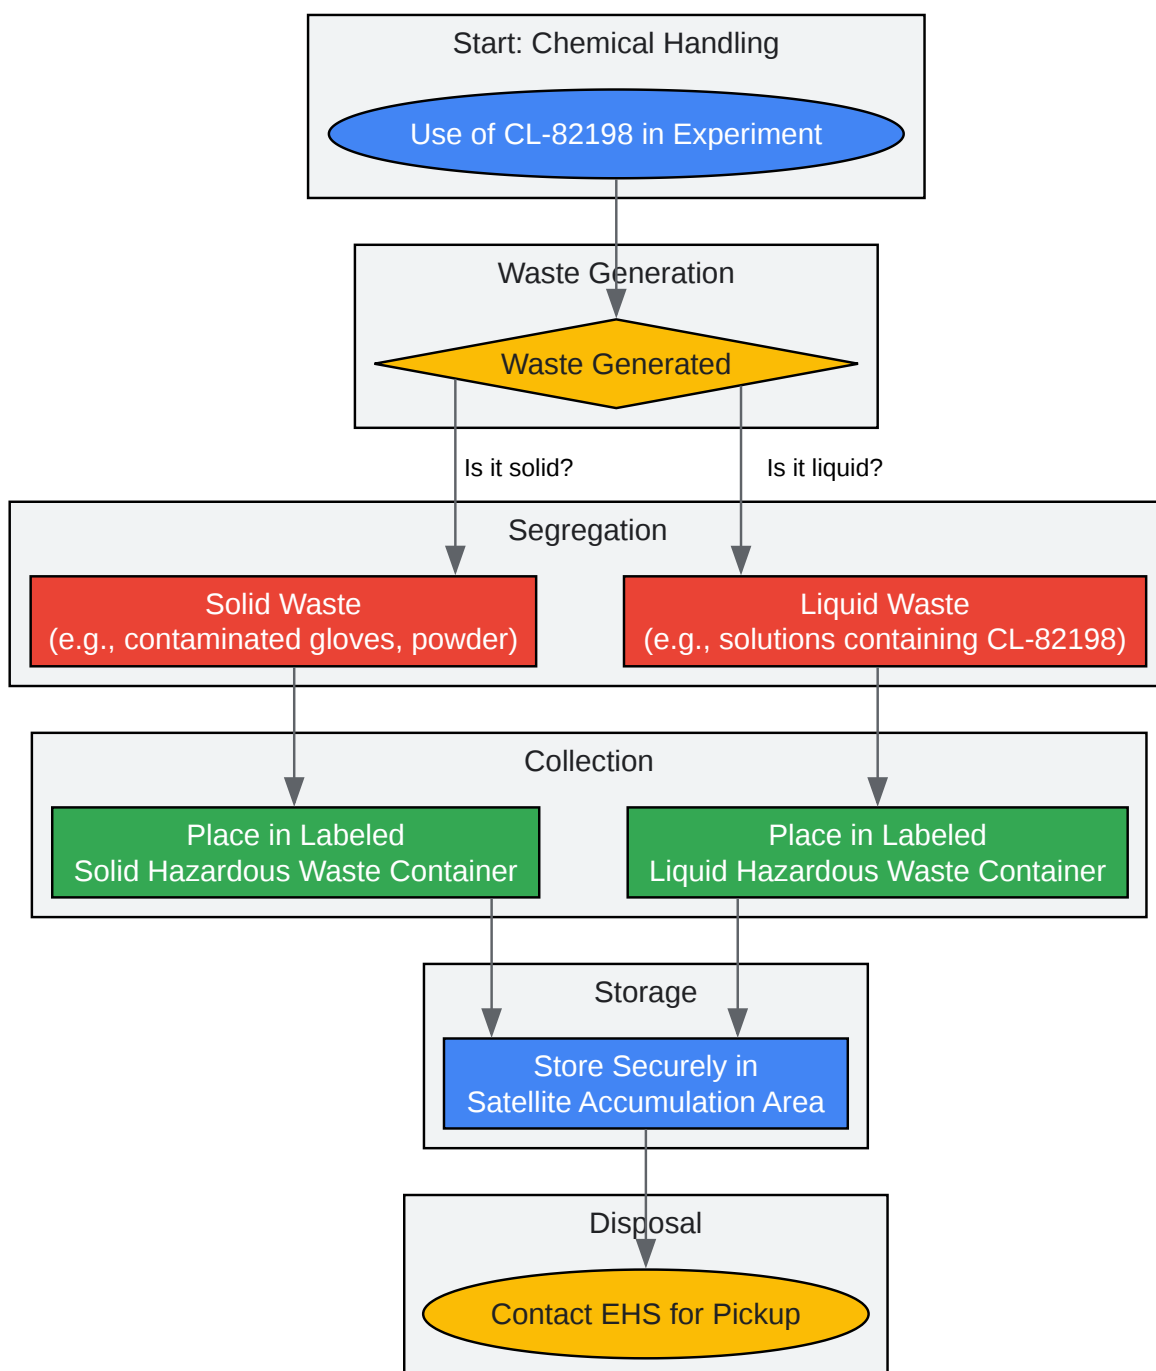 Start: Chemical Handling
Use of CL-82198 in Experiment
Waste Generation
Waste Generated
Is it solid?
Is it liquid?
Segregation
Solid Waste
(e.g., contaminated gloves, powder)
Liquid Waste
(e.g., solutions containing CL-82198)
Collection
Place in Labeled
Solid Hazardous Waste Container
Place in Labeled
Liquid Hazardous Waste Container
Storage
Store Securely in
Satellite Accumulation Area
Disposal
Contact EHS for Pickup